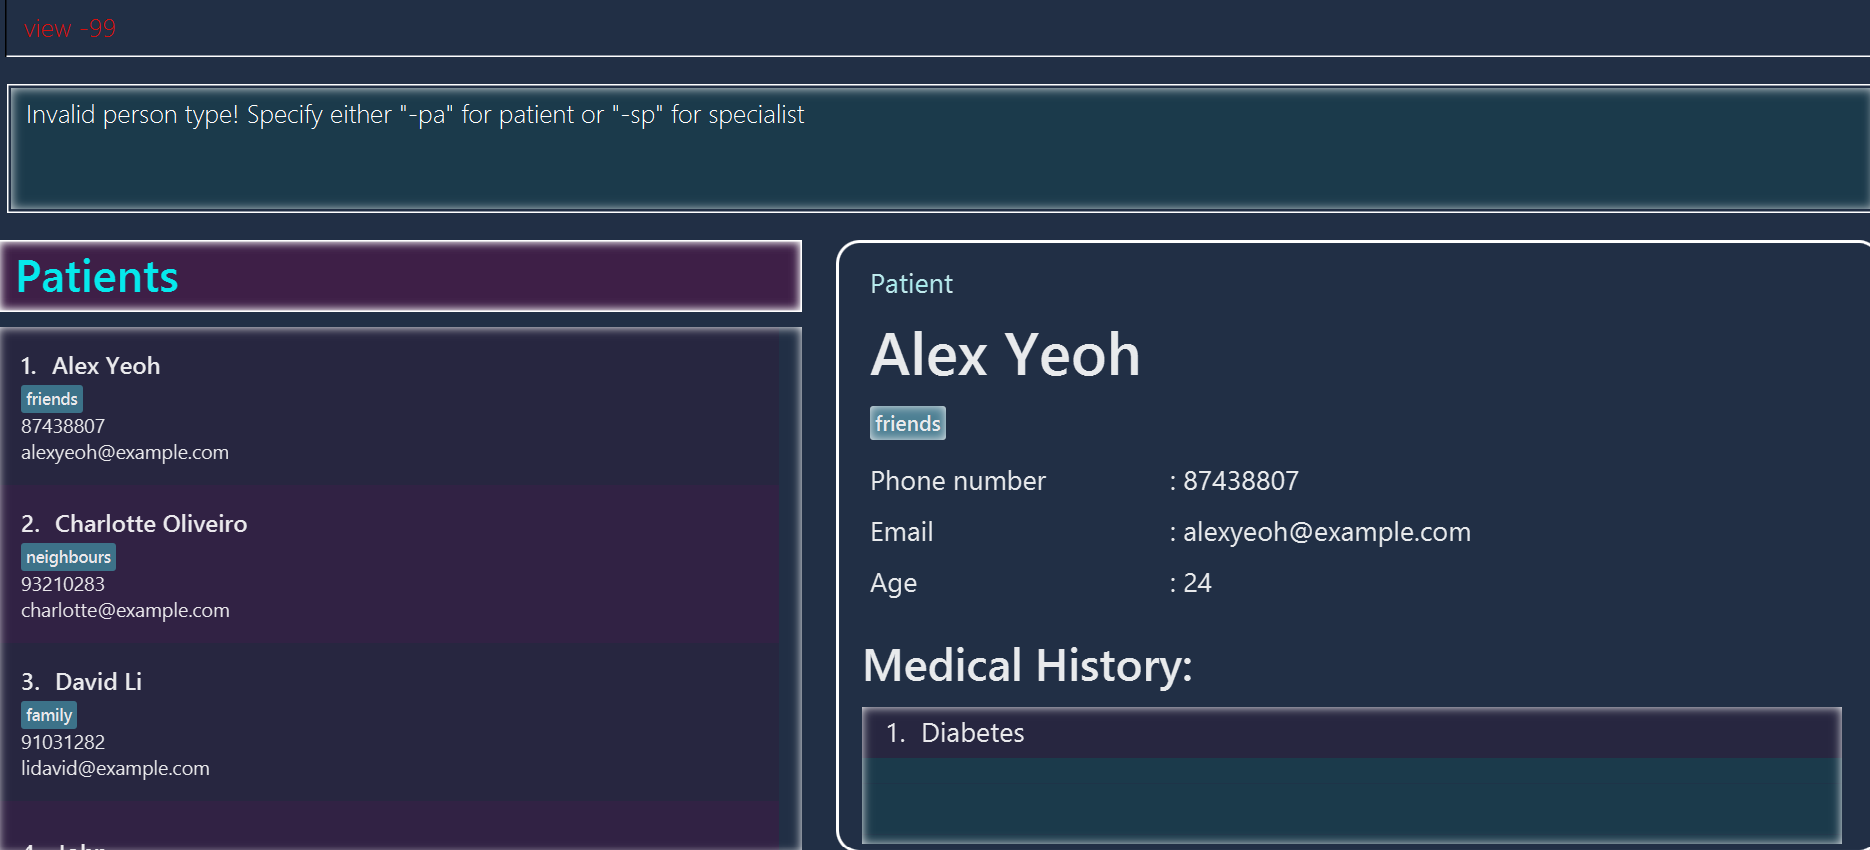 view -99
Invalid person type! Specify either "-pa" for patient or "-sp" for specialist
Patients
1. Alex Yeoh
friends
87438807
alexyeoh@example.com
2. Charlotte Oliveiro
neighbours
93210283
charlotte@example.com
3. David Li
family
91031282
lidavid@example.com
Patient
Alex Yeoh
friends
Phone number : 87438807
Email : alexyeoh@example.com
Age : 24
Medical History:
1. Diabetes